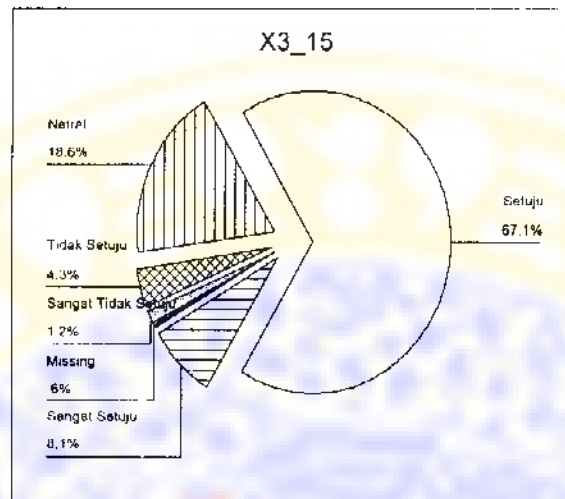 X3_15
Netral
18.6%
Setuju
67.1%
Tidak Setuju
4.3%
Sangat Tidak Setuju
1.2%
Missing
.6%
Sangat Setuju
8.1%